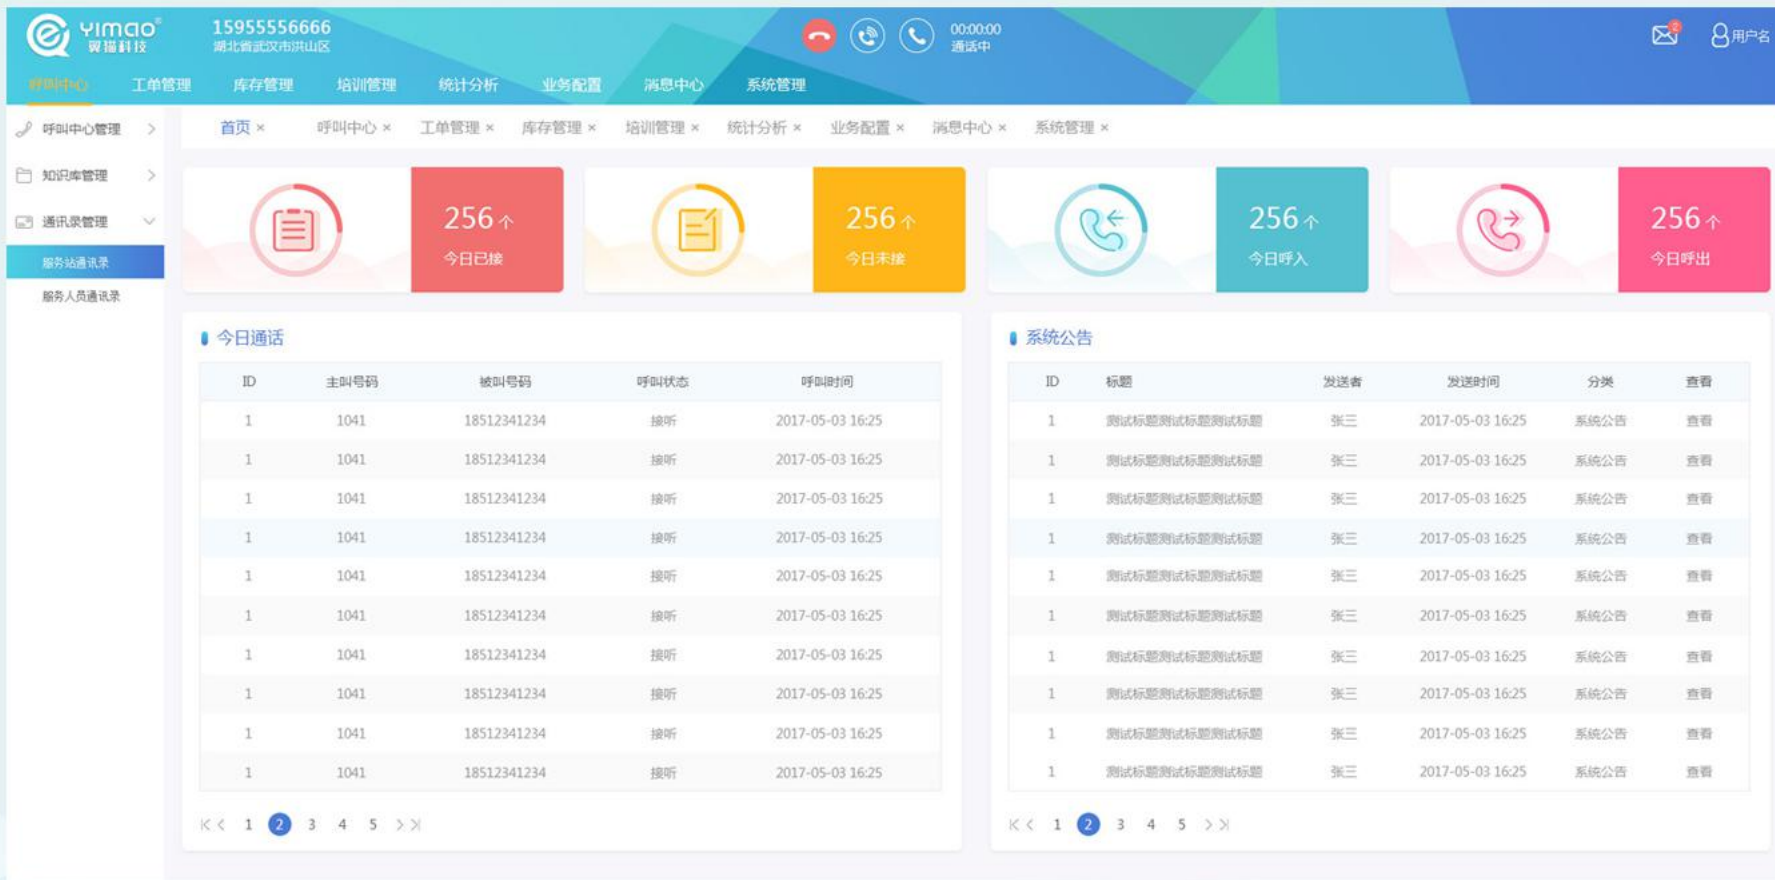 YIMAO®
翼猫科技
15955556666
湖北省武汉市洪山区
00:00:00
通话中
2
用户名
呼叫中心 工单管理 库存管理 培训管理 统计分析 业务配置 消息中心 系统管理
呼叫中心管理
知识库管理
通讯录管理
服务站通讯录
服务人员通讯录
首页 × 呼叫中心 × 工单管理 × 库存管理 × 培训管理 × 统计分析 × 业务配置 × 消息中心 × 系统管理 ×
256 个
今日已接
256 个
今日未接
256 个
今日呼入
256 个
今日呼出
今日通话
ID 主叫号码 被叫号码 呼叫状态 呼叫时间
1 1041 18512341234 接听 2017-05-03 16:25
1 1041 18512341234 接听 2017-05-03 16:25
1 1041 18512341234 接听 2017-05-03 16:25
1 1041 18512341234 接听 2017-05-03 16:25
1 1041 18512341234 接听 2017-05-03 16:25
1 1041 18512341234 接听 2017-05-03 16:25
1 1041 18512341234 接听 2017-05-03 16:25
1 1041 18512341234 接听 2017-05-03 16:25
1 1041 18512341234 接听 2017-05-03 16:25
1 1041 18512341234 接听 2017-05-03 16:25
1 2 3 4 5
系统公告
ID 标题 发送者 发送时间 分类 查看
1 测试标题测试标题测试标题 张三 2017-05-03 16:25 系统公告 查看
1 测试标题测试标题测试标题 张三 2017-05-03 16:25 系统公告 查看
1 测试标题测试标题测试标题 张三 2017-05-03 16:25 系统公告 查看
1 测试标题测试标题测试标题 张三 2017-05-03 16:25 系统公告 查看
1 测试标题测试标题测试标题 张三 2017-05-03 16:25 系统公告 查看
1 测试标题测试标题测试标题 张三 2017-05-03 16:25 系统公告 查看
1 测试标题测试标题测试标题 张三 2017-05-03 16:25 系统公告 查看
1 测试标题测试标题测试标题 张三 2017-05-03 16:25 系统公告 查看
1 测试标题测试标题测试标题 张三 2017-05-03 16:25 系统公告 查看
1 测试标题测试标题测试标题 张三 2017-05-03 16:25 系统公告 查看
1 2 3 4 5